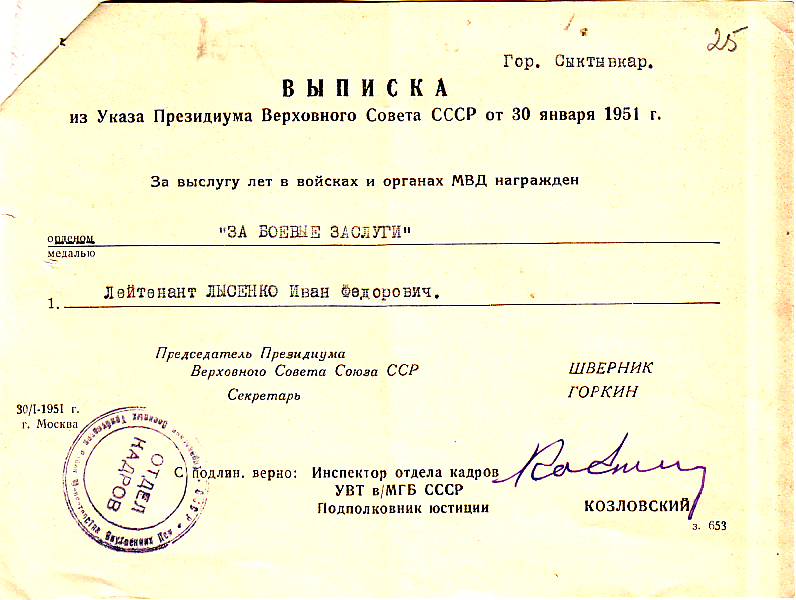 25
Гор. Сыктывкар.
ВЫПИСКА
из Указа Президиума Верховного Совета СССР от 30 января 1951 г.
За выслугу лет в войсках и органах МВД награжден
орденом "ЗА БОЕВЫЕ ЗАСЛУГИ"
медалью
1. Лейтенант ЛЫСЕНКО Иван Федорович.
Председатель Президиума
Верховного Совета Союза ССР ШВЕРНИК
Секретарь ГОРКИН
30/I-1951 г.
г. Москва
ОТДЕЛ
КАДРОВ
С подлин. верно: Инспектор отдела кадров
УВТ в/МГБ СССР
Подполковник юстиции КОЗЛОВСКИЙ
з. 653